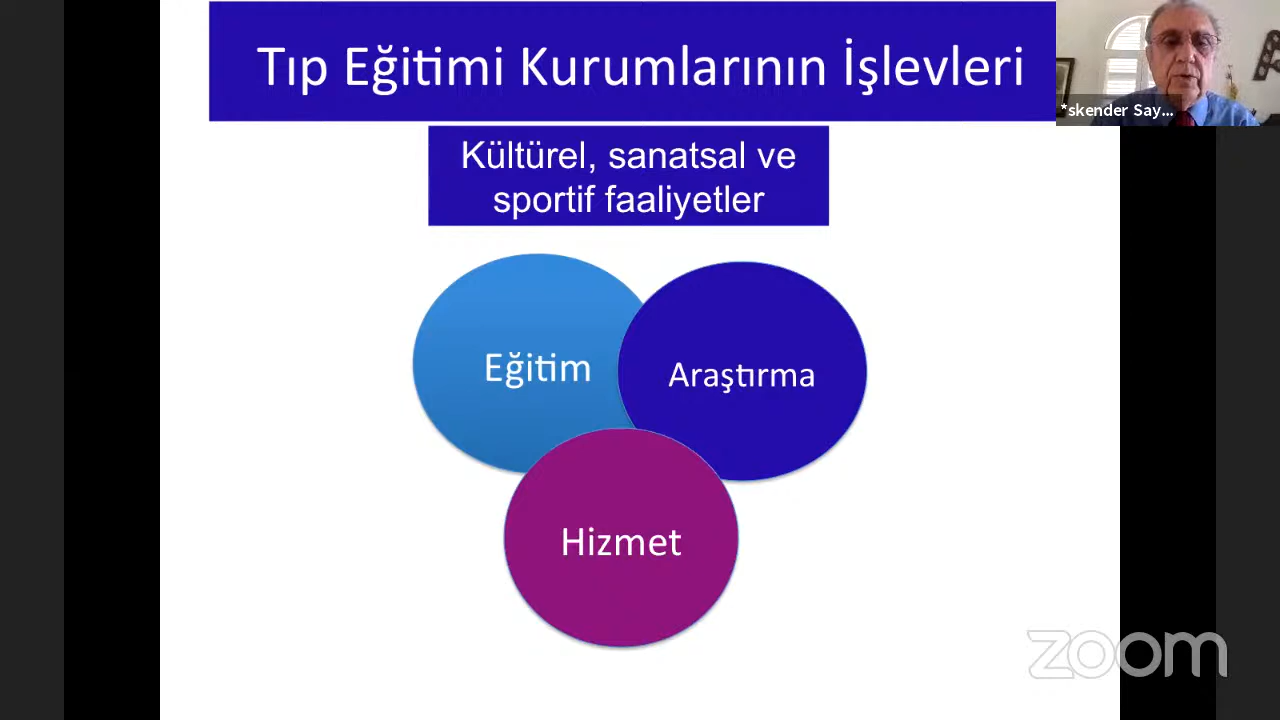 Tıp Eğitimi Kurumlarının İşlevleri
*skender Say...
Kültürel, sanatsal ve
sportif faaliyetler
Eğitim
Araştırma
Hizmet
zoom